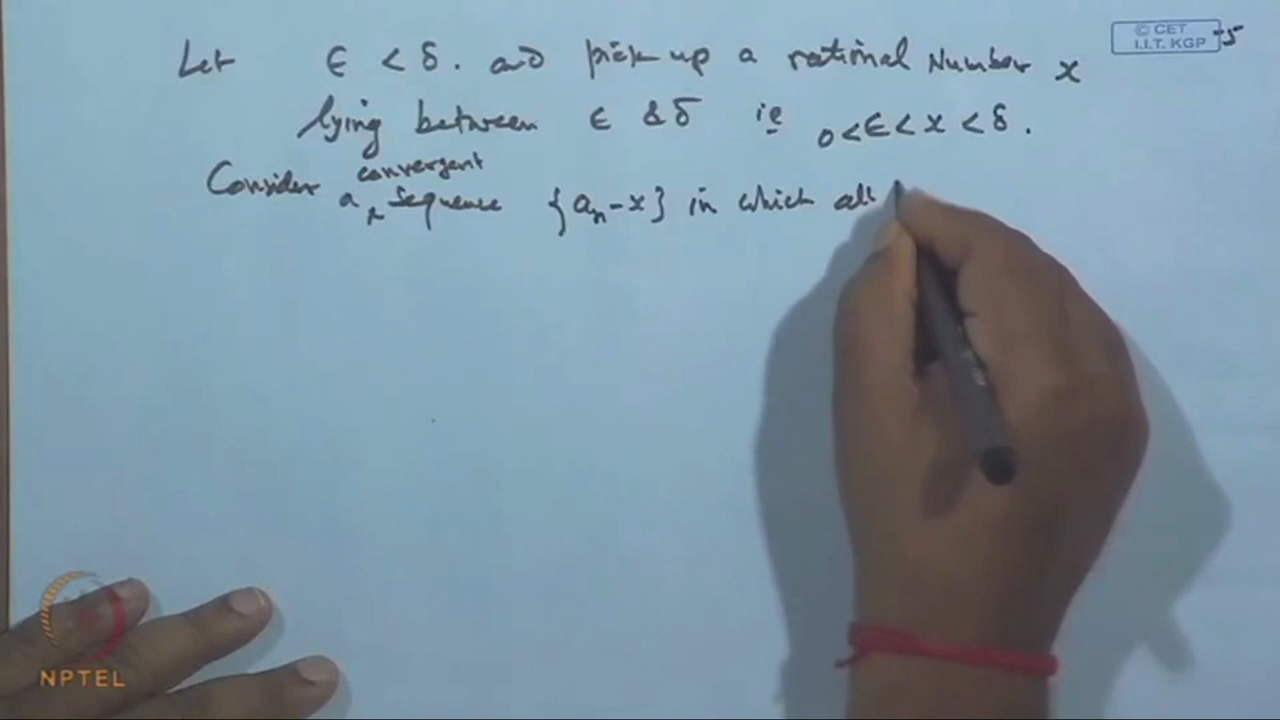 © CET
I.I.T. KGP
-5
Let ε < δ. and pick up a rational Number x
lying between ε & δ ie 0<ε<x<δ.
Consider a convergent sequence {aₙ-x} in which all
NPTEL